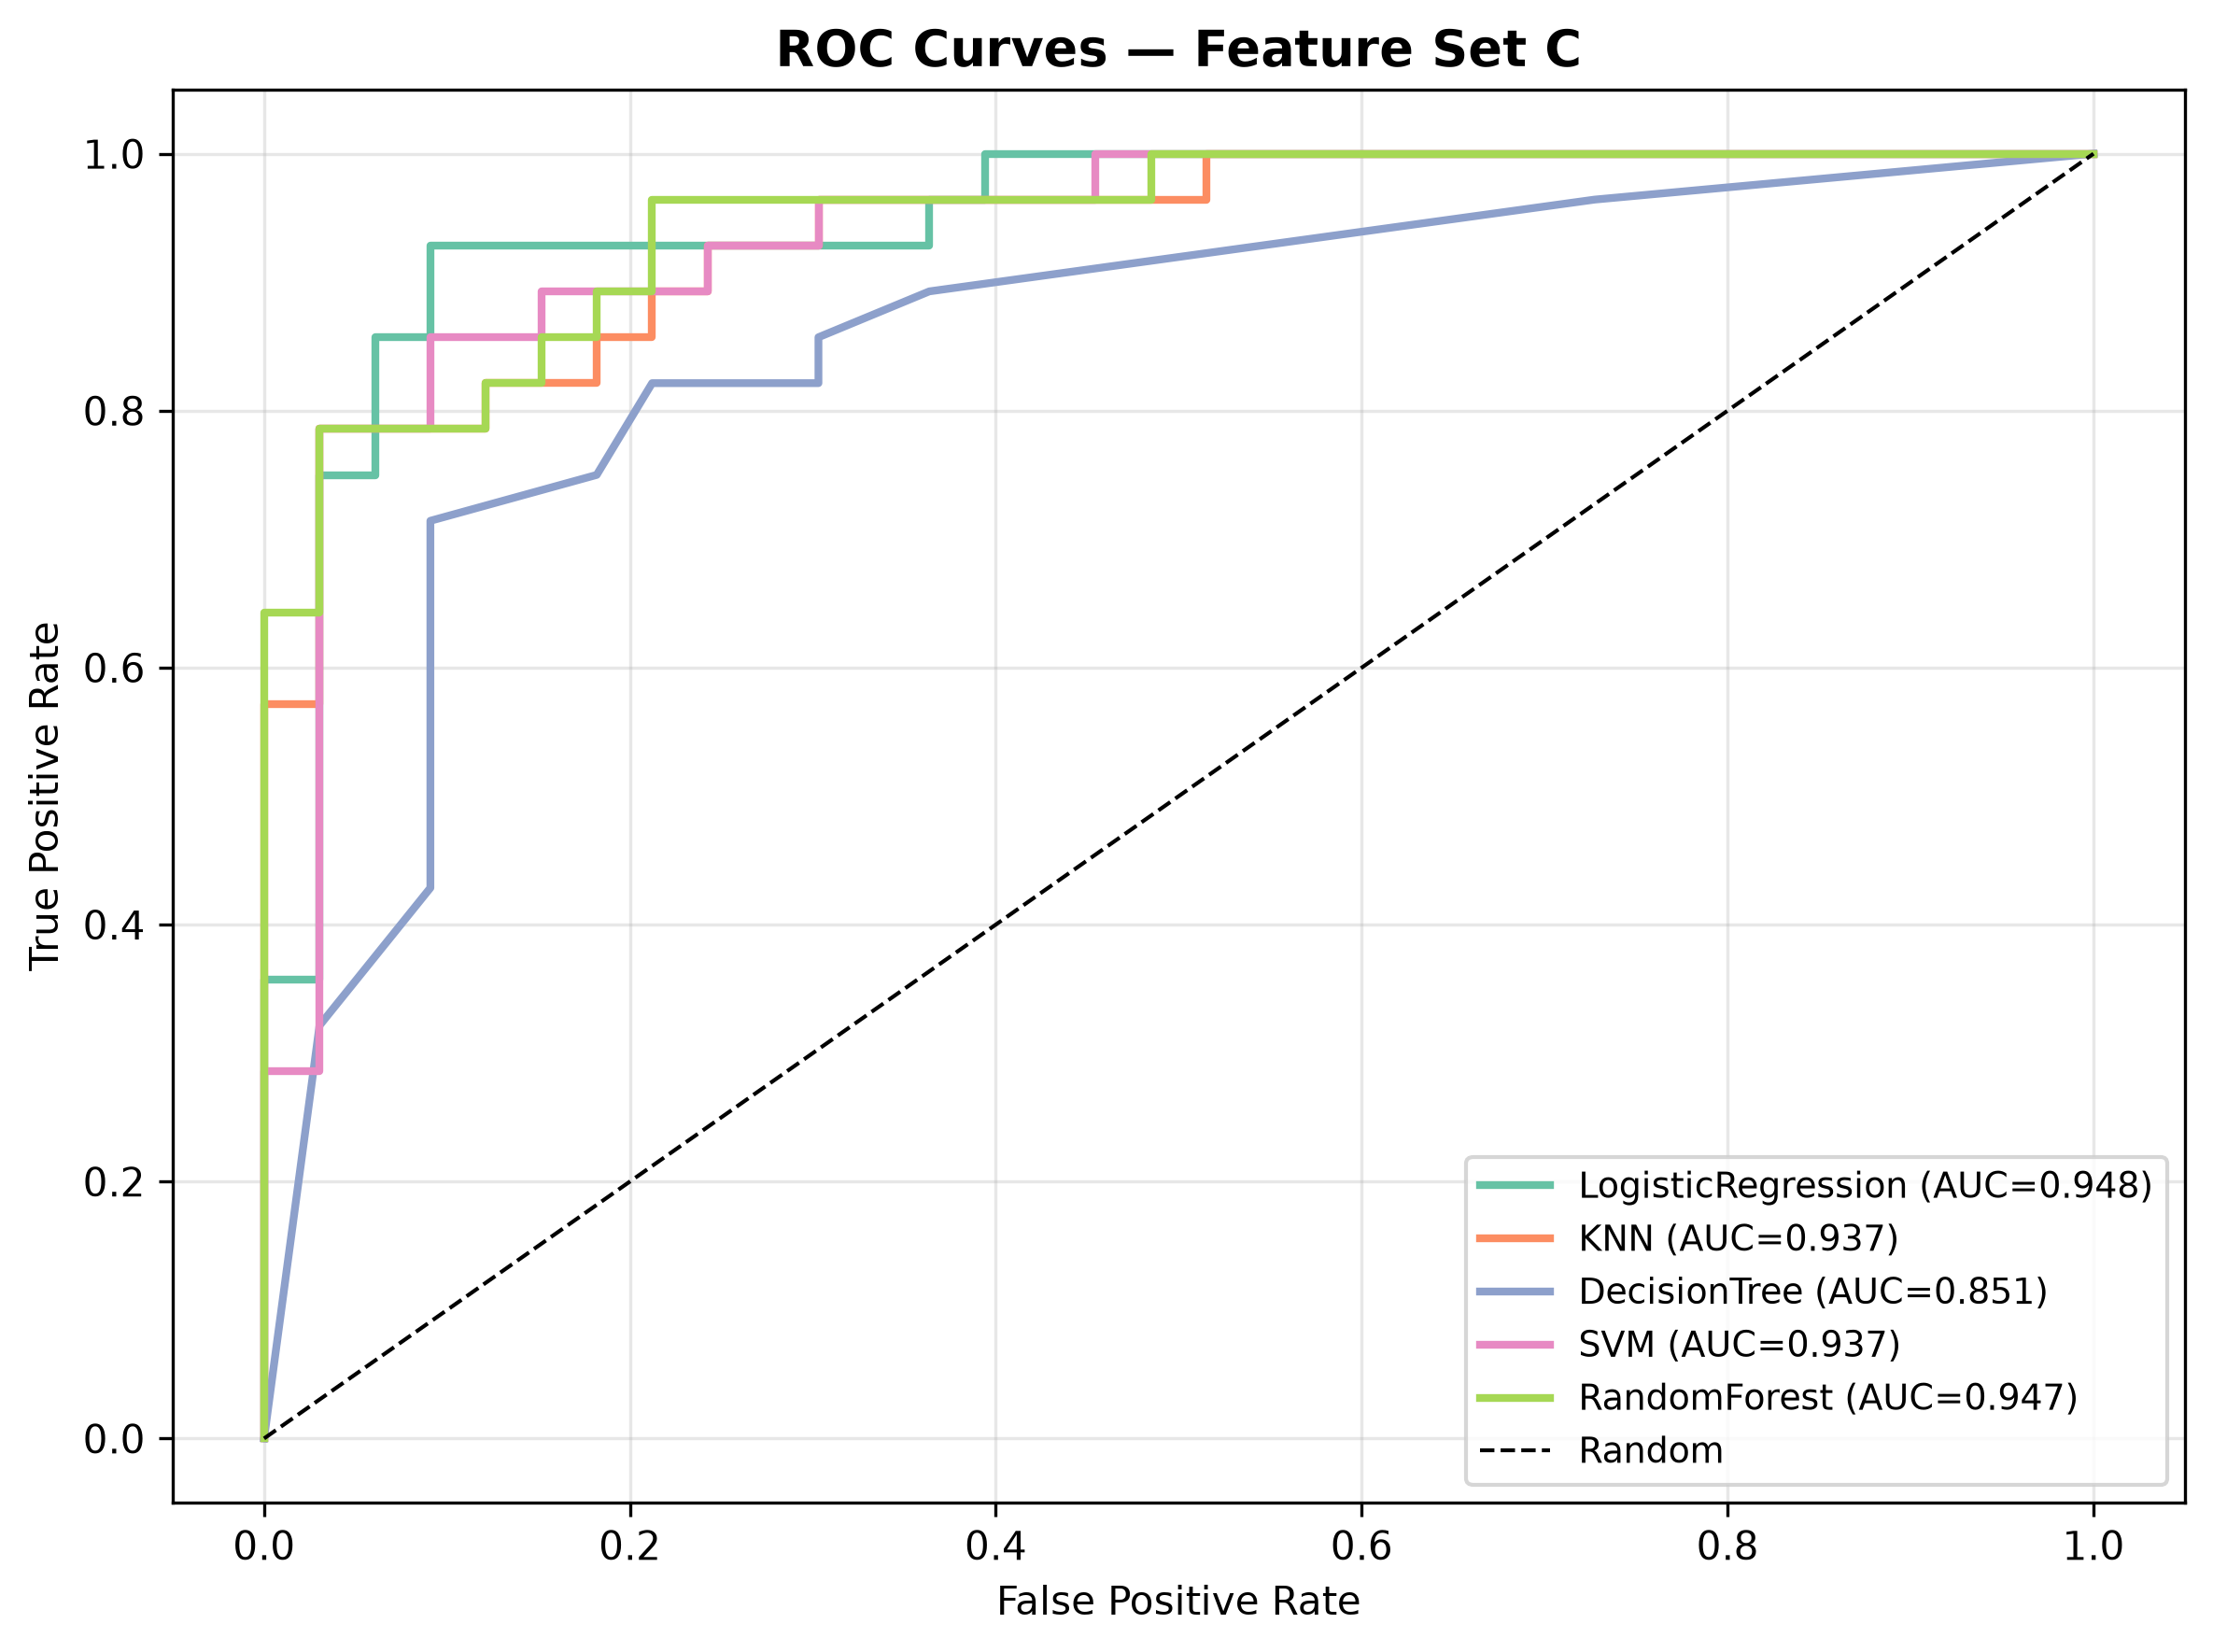 ROC Curves — Feature Set C
1.0
0.8
0.6
0.4
0.2
0.0
True Positive Rate
0.0 0.2 0.4 0.6 0.8 1.0
False Positive Rate
LogisticRegression (AUC=0.948)
KNN (AUC=0.937)
DecisionTree (AUC=0.851)
SVM (AUC=0.937)
RandomForest (AUC=0.947)
Random